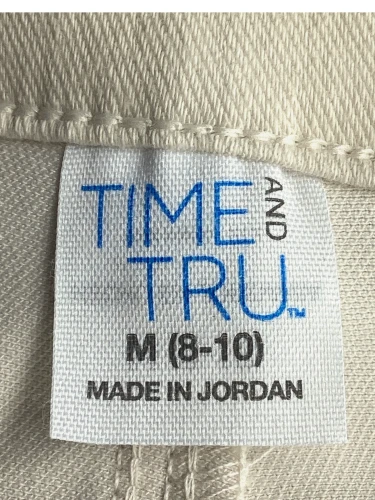 TIME AND
TRU™
M (8-10)
MADE IN JORDAN